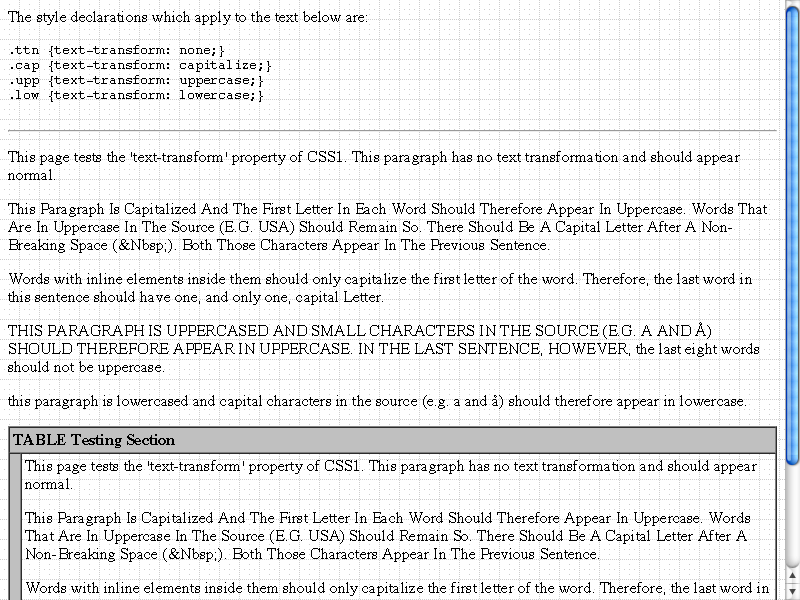 The style declarations which apply to the text below are:
.ttn {text-transform: none;}
.cap {text-transform: capitalize;}
.upp {text-transform: uppercase;}
.low {text-transform: lowercase;}
This page tests the 'text-transform' property of CSS1. This paragraph has no text transformation and should appear
normal.
This Paragraph Is Capitalized And The First Letter In Each Word Should Therefore Appear In Uppercase. Words That
Are In Uppercase In The Source (E.G. USA) Should Remain So. There Should Be A Capital Letter After A Non-
Breaking Space (&Nbsp;). Both Those Characters Appear In The Previous Sentence.
Words with inline elements inside them should only capitalize the first letter of the word. Therefore, the last word in
this sentence should have one, and only one, capital Letter.
THIS PARAGRAPH IS UPPERCASED AND SMALL CHARACTERS IN THE SOURCE (E.G. A AND Å)
SHOULD THEREFORE APPEAR IN UPPERCASE. IN THE LAST SENTENCE, HOWEVER, the last eight words
should not be uppercase.
this paragraph is lowercased and capital characters in the source (e.g. a and å) should therefore appear in lowercase.
TABLE Testing Section
This page tests the 'text-transform' property of CSS1. This paragraph has no text transformation and should appear
normal.
This Paragraph Is Capitalized And The First Letter In Each Word Should Therefore Appear In Uppercase. Words
That Are In Uppercase In The Source (E.G. USA) Should Remain So. There Should Be A Capital Letter After A
Non-Breaking Space (&Nbsp;). Both Those Characters Appear In The Previous Sentence.
Words with inline elements inside them should only capitalize the first letter of the word. Therefore, the last word in